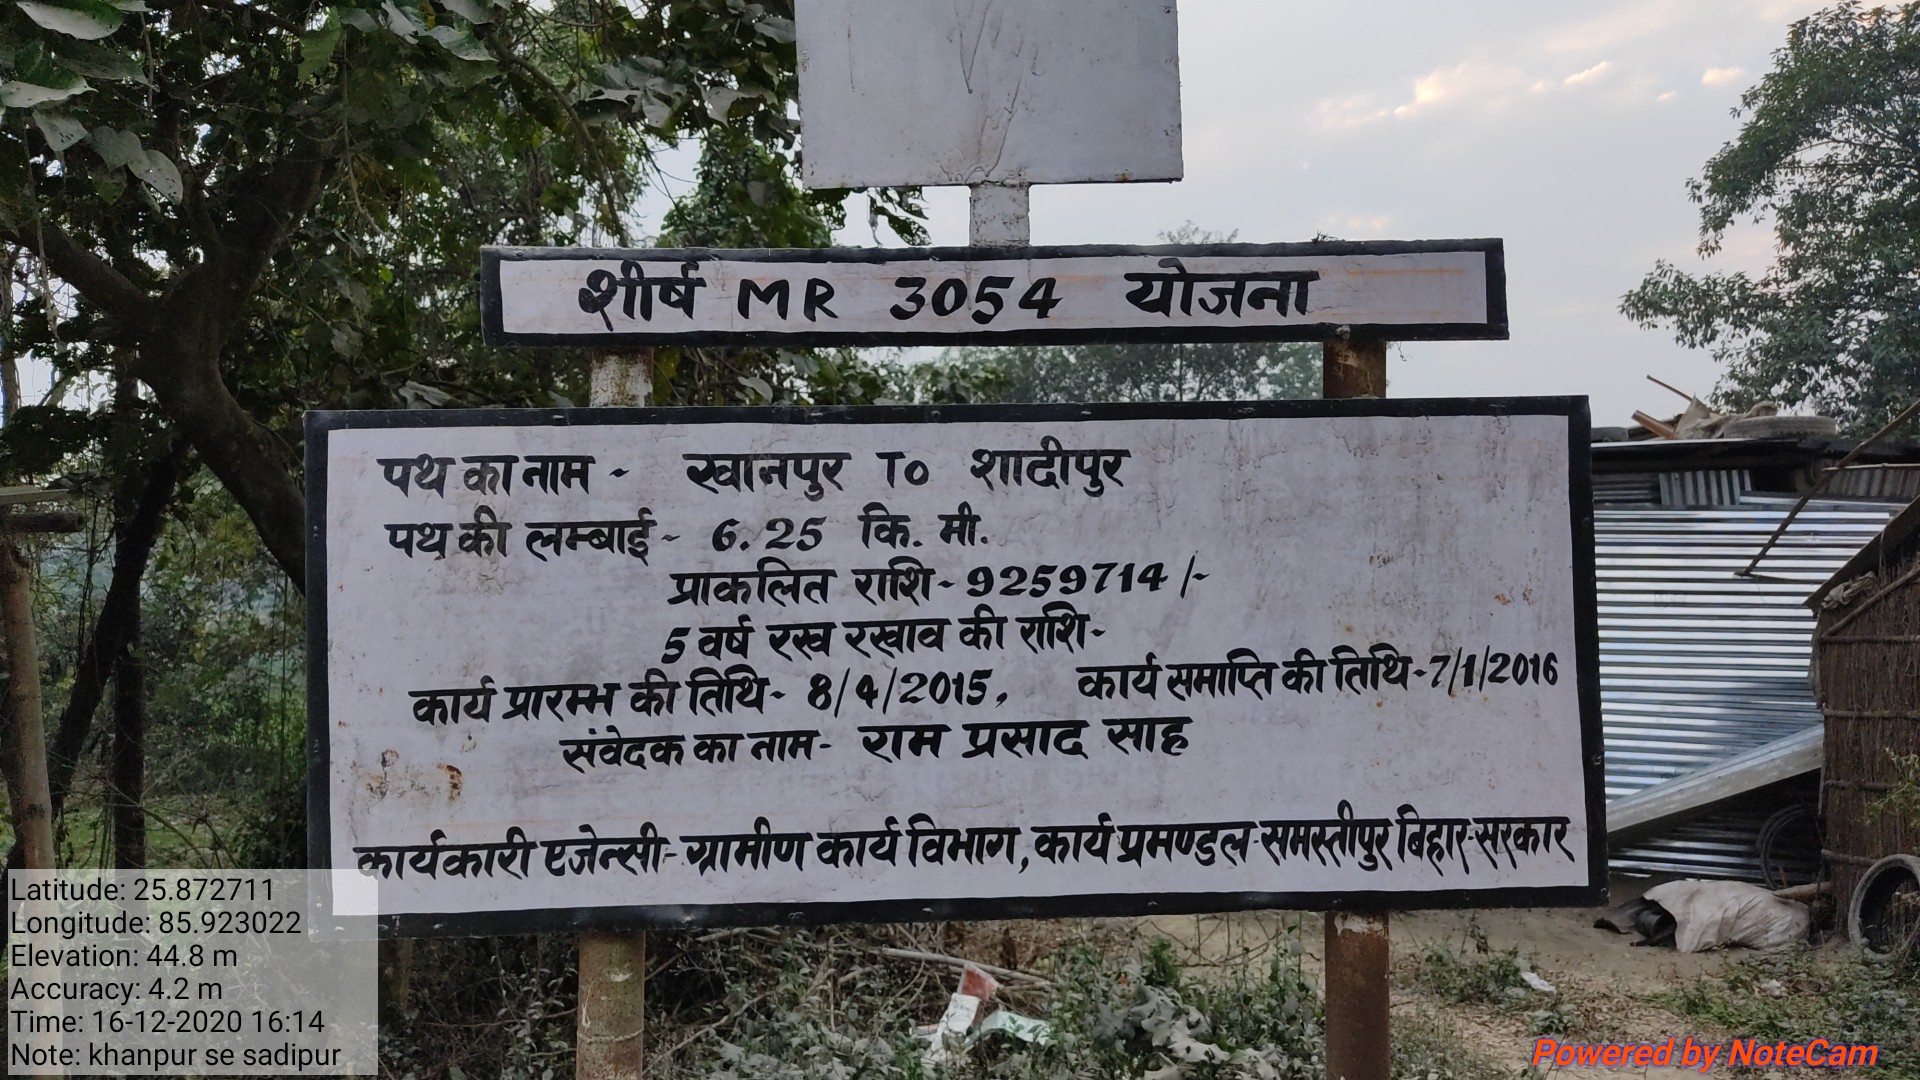 शीर्ष MR 3054 योजना
पथ का नाम - खानपुर TO शादीपुर
पथ की लम्बाई - 6.25 कि. मी.
प्राकलित राशि - 9259714/-
5 वर्ष रख रखाव की राशि -
कार्य प्रारम्भ की तिथि - 8/4/2015, कार्य समाप्ति की तिथि - 7/1/2016
संवेदक का नाम - राम प्रसाद साह
कार्यकारी एजेन्सी - ग्रामीण कार्य विभाग, कार्य प्रमण्डल - समस्तीपुर बिहार - सरकार
Latitude: 25.872711
Longitude: 85.923022
Elevation: 44.8 m
Accuracy: 4.2 m
Time: 16-12-2020 16:14
Note: khanpur se sadipur
Powered by NoteCam